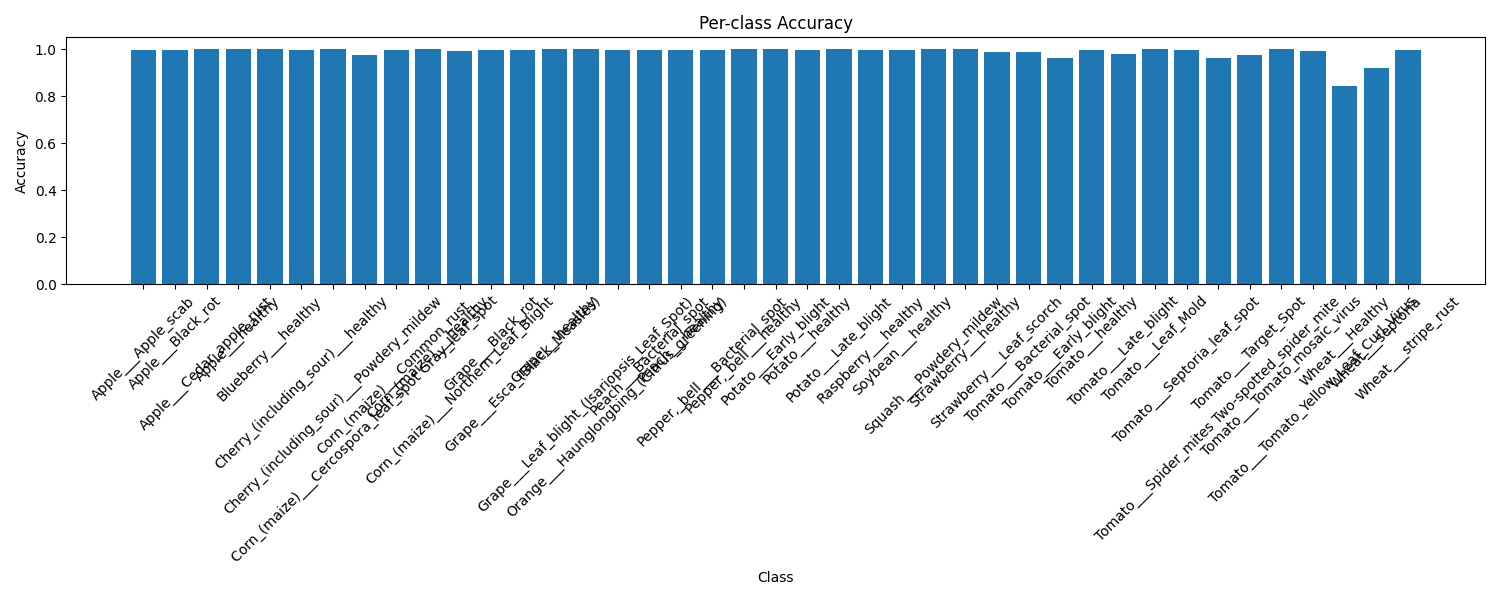 Per-class Accuracy
Accuracy
1.0
0.8
0.6
0.4
0.2
0.0
Apple___Apple_scab
Apple___Black_rot
Apple___Cedar_apple_rust
Apple___healthy
Blueberry___healthy
Cherry_(including_sour)___healthy
Cherry_(including_sour)___Powdery_mildew
Corn_(maize)___Cercospora_leaf_spot Gray_leaf_spot
Corn_(maize)___Common_rust_
Corn_(maize)___healthy
Corn_(maize)___Northern_Leaf_Blight
Grape___Black_rot
Grape___Esca_(Black_Measles)
Grape___healthy
Grape___Leaf_blight_(Isariopsis_Leaf_Spot)
Orange___Haunglongbing_(Citrus_greening)
Peach___Bacterial_spot
Peach___healthy
Pepper,_bell___Bacterial_spot
Pepper,_bell___healthy
Potato___Early_blight
Potato___healthy
Potato___Late_blight
Raspberry___healthy
Soybean___healthy
Squash___Powdery_mildew
Strawberry___healthy
Strawberry___Leaf_scorch
Tomato___Bacterial_spot
Tomato___Early_blight
Tomato___healthy
Tomato___Late_blight
Tomato___Leaf_Mold
Tomato___Septoria_leaf_spot
Tomato___Spider_mites Two-spotted_spider_mite
Tomato___Target_Spot
Tomato___Tomato_mosaic_virus
Tomato___Tomato_Yellow_Leaf_Curl_Virus
Wheat___Healthy
Wheat___septoria
Wheat___stripe_rust
Class